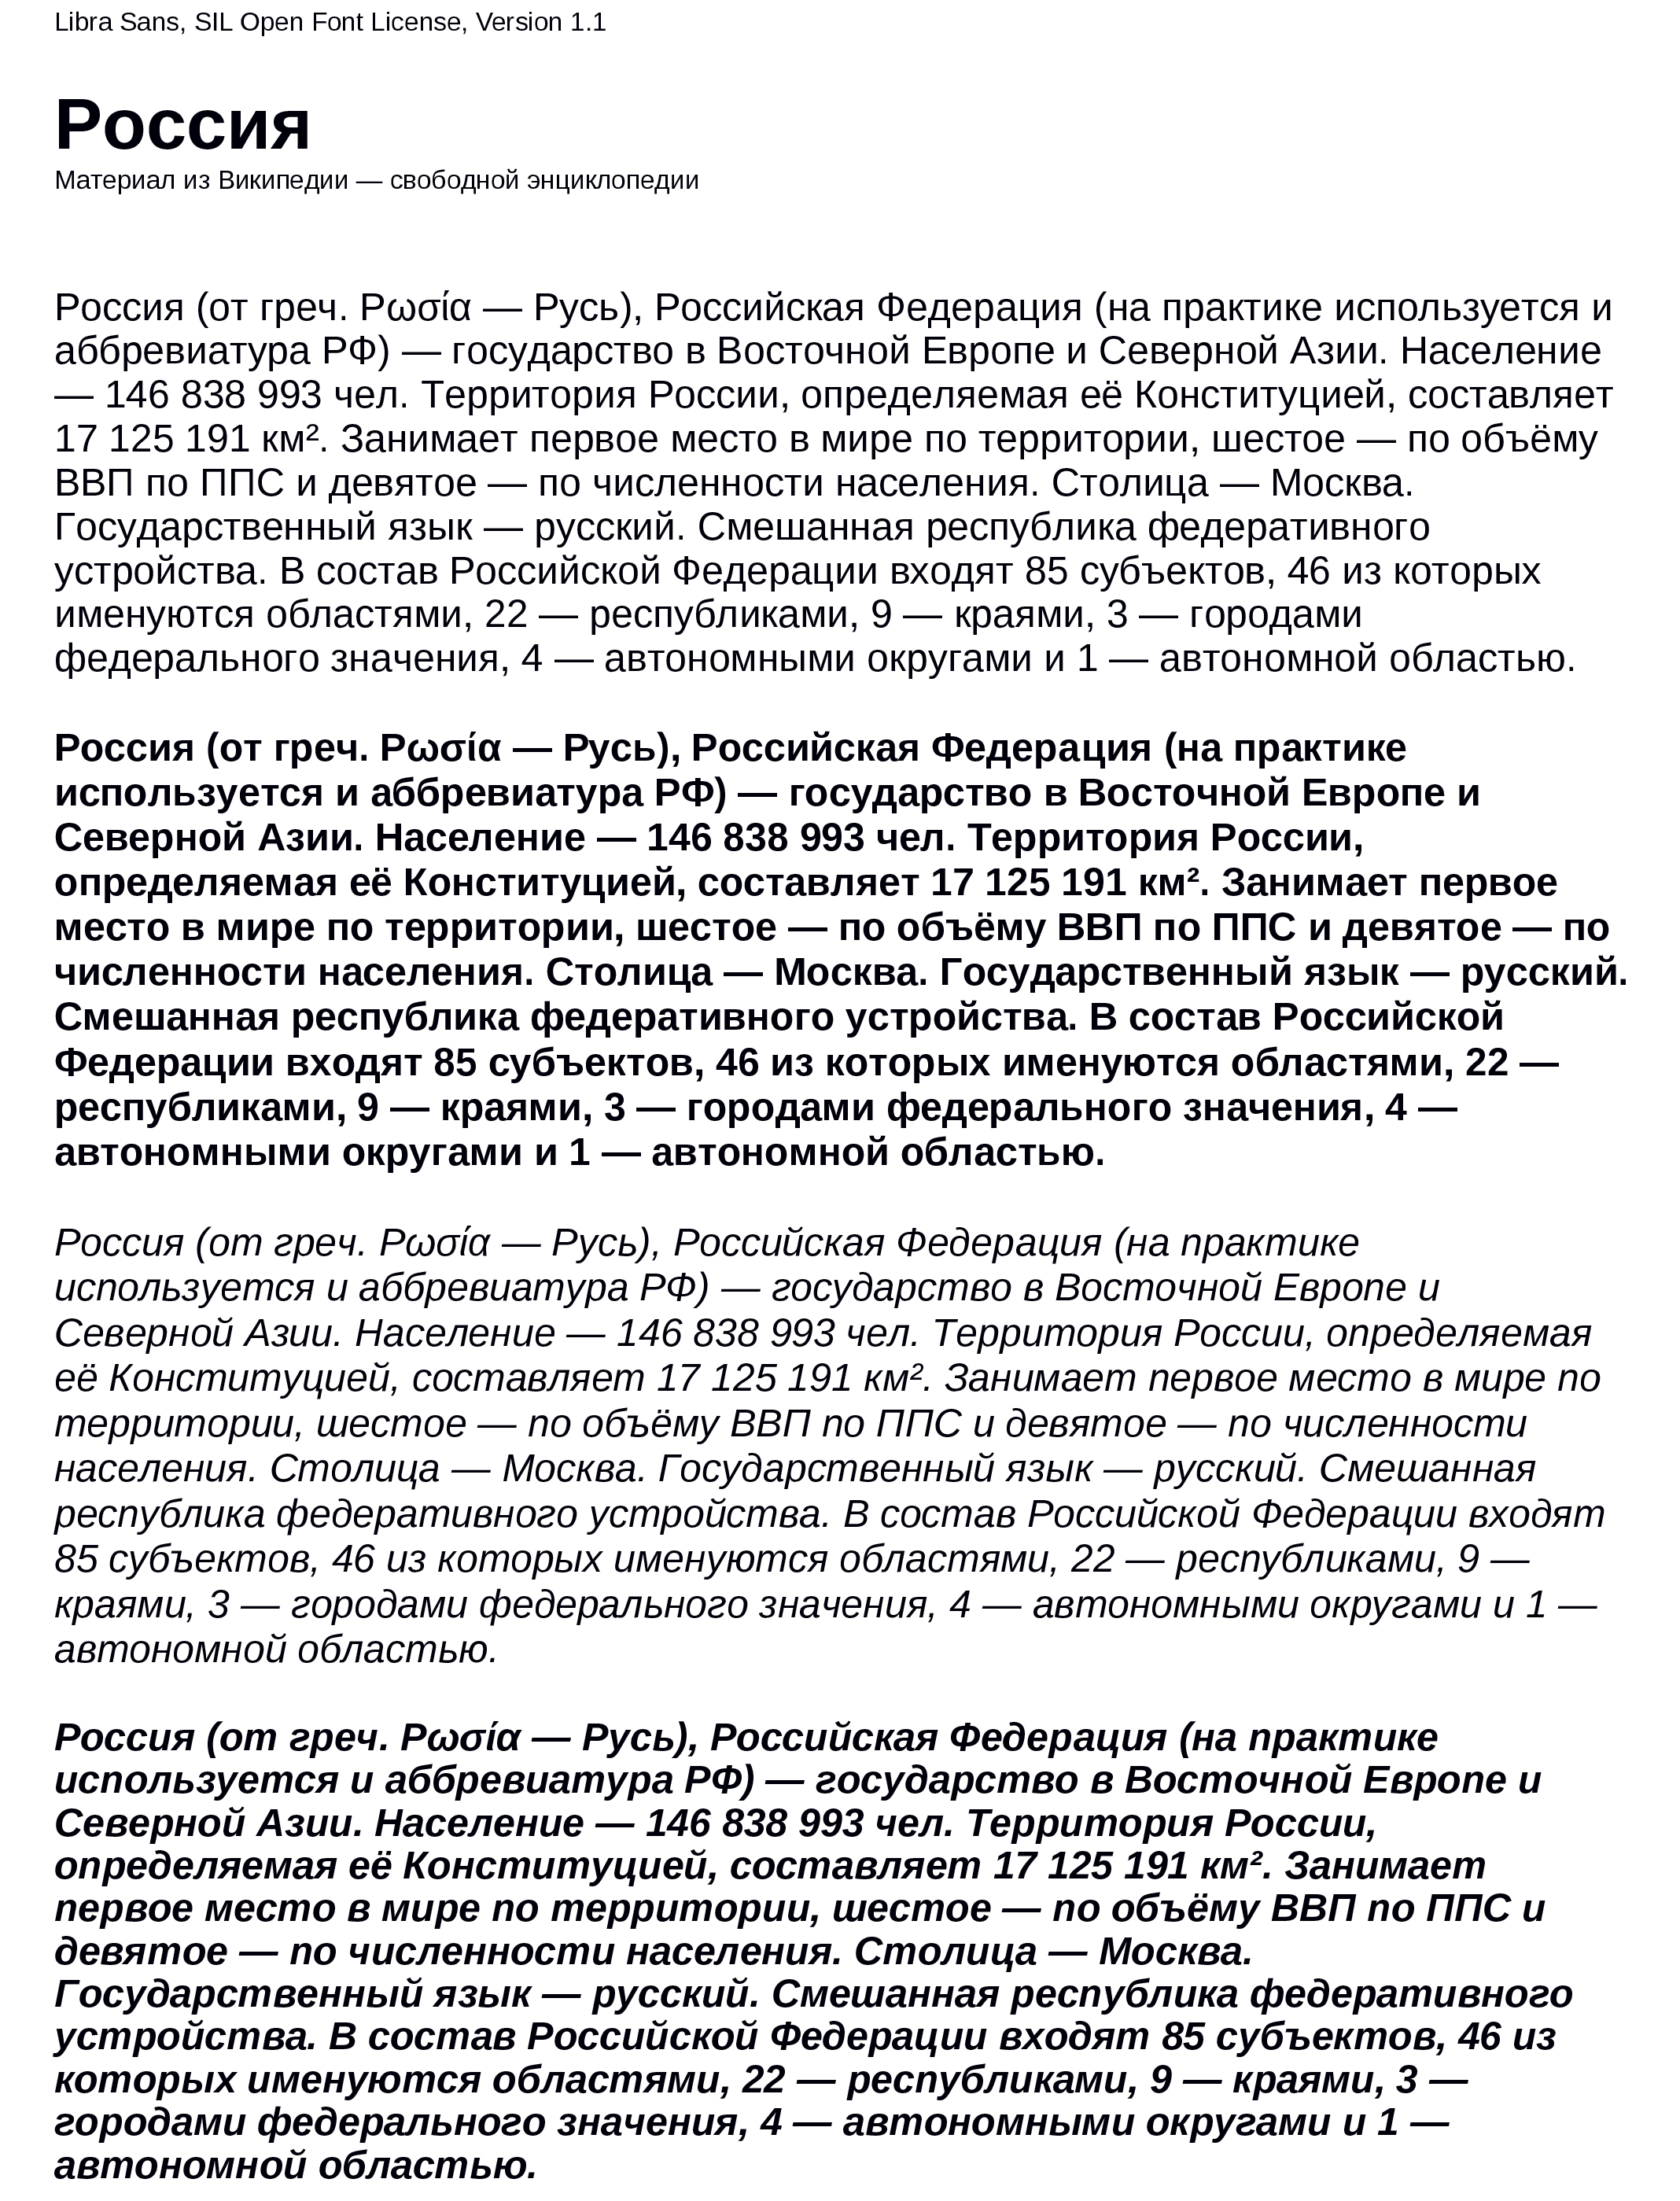 Libra Sans, SIL Open Font License, Version 1.1
Россия
Материал из Википедии — свободной энциклопедии
Россия (от греч. Ρωσία — Русь), Российская Федерация (на практике используется и
аббревиатура РФ) — государство в Восточной Европе и Северной Азии. Население
— 146 838 993 чел. Территория России, определяемая её Конституцией, составляет
17 125 191 км². Занимает первое место в мире по территории, шестое — по объёму
ВВП по ППС и девятое — по численности населения. Столица — Москва.
Государственный язык — русский. Смешанная республика федеративного
устройства. В состав Российской Федерации входят 85 субъектов, 46 из которых
именуются областями, 22 — республиками, 9 — краями, 3 — городами
федерального значения, 4 — автономными округами и 1 — автономной областью.
Россия (от греч. Ρωσία — Русь), Российская Федерация (на практике
используется и аббревиатура РФ) — государство в Восточной Европе и
Северной Азии. Население — 146 838 993 чел. Территория России,
определяемая её Конституцией, составляет 17 125 191 км². Занимает первое
место в мире по территории, шестое — по объёму ВВП по ППС и девятое — по
численности населения. Столица — Москва. Государственный язык — русский.
Смешанная республика федеративного устройства. В состав Российской
Федерации входят 85 субъектов, 46 из которых именуются областями, 22 —
республиками, 9 — краями, 3 — городами федерального значения, 4 —
автономными округами и 1 — автономной областью.
Россия (от греч. Ρωσία — Русь), Российская Федерация (на практике
используется и аббревиатура РФ) — государство в Восточной Европе и
Северной Азии. Население — 146 838 993 чел. Территория России, определяемая
её Конституцией, составляет 17 125 191 км². Занимает первое место в мире по
территории, шестое — по объёму ВВП по ППС и девятое — по численности
населения. Столица — Москва. Государственный язык — русский. Смешанная
республика федеративного устройства. В состав Российской Федерации входят
85 субъектов, 46 из которых именуются областями, 22 — республиками, 9 —
краями, 3 — городами федерального значения, 4 — автономными округами и 1 —
автономной областью.
Россия (от греч. Ρωσία — Русь), Российская Федерация (на практике
используется и аббревиатура РФ) — государство в Восточной Европе и
Северной Азии. Население — 146 838 993 чел. Территория России,
определяемая её Конституцией, составляет 17 125 191 км². Занимает
первое место в мире по территории, шестое — по объёму ВВП по ППС и
девятое — по численности населения. Столица — Москва.
Государственный язык — русский. Смешанная республика федеративного
устройства. В состав Российской Федерации входят 85 субъектов, 46 из
которых именуются областями, 22 — республиками, 9 — краями, 3 —
городами федерального значения, 4 — автономными округами и 1 —
автономной областью.